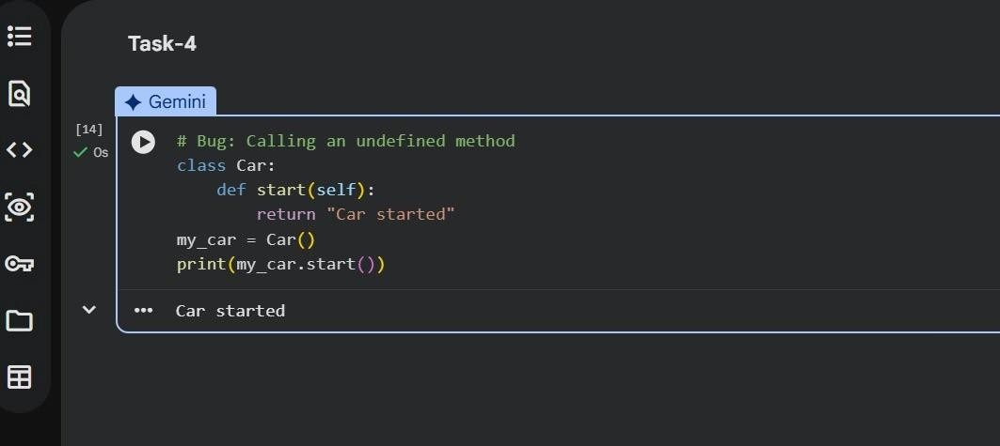 Task-4
Gemini
[14]
0s
# Bug: Calling an undefined method
class Car:
    def start(self):
        return "Car started"
my_car = Car()
print(my_car.start())
Car started